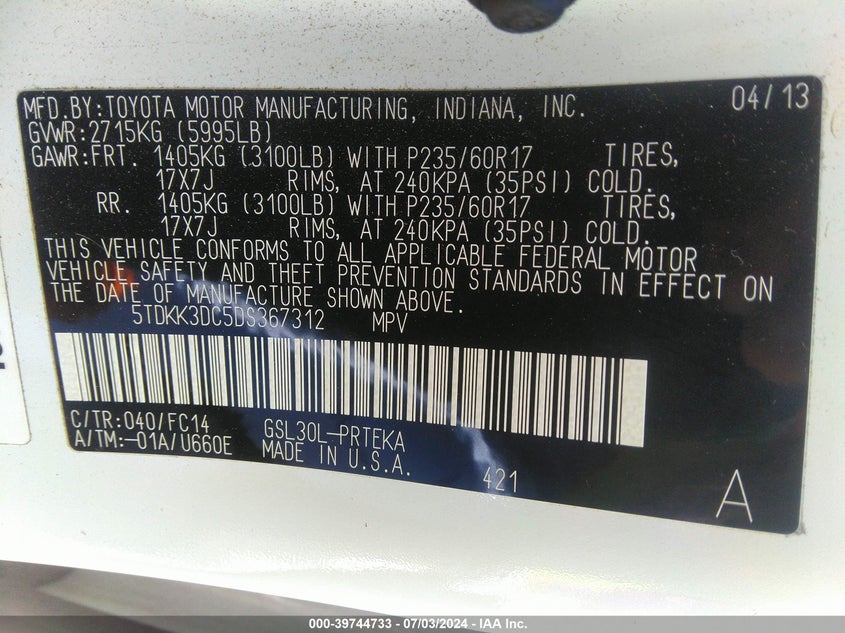 MFD.BY:TOYOTA MOTOR MANUFACTURING, INDIANA, INC. 04/13
GVWR:2715KG (5995LB)
GAWR:FRT. 1405KG (3100LB) WITH P235/60R17 TIRES,
17X7J RIMS, AT 240KPA (35PSI) COLD.
RR. 1405KG (3100LB) WITH P235/60R17 TIRES,
17X7J RIMS, AT 240KPA (35PSI) COLD.
THIS VEHICLE CONFORMS TO ALL APPLICABLE FEDERAL MOTOR
VEHICLE SAFETY AND THEFT PREVENTION STANDARDS IN EFFECT ON
THE DATE OF MANUFACTURE SHOWN ABOVE.
5TDKK3DC5DS367312 MPV
C/TR:040/FC14 GSL30L-PRTEKA
A/TM:-01A/U660E MADE IN U.S.A.
421
A
000-39744733 - 07/03/2024 - IAA Inc.